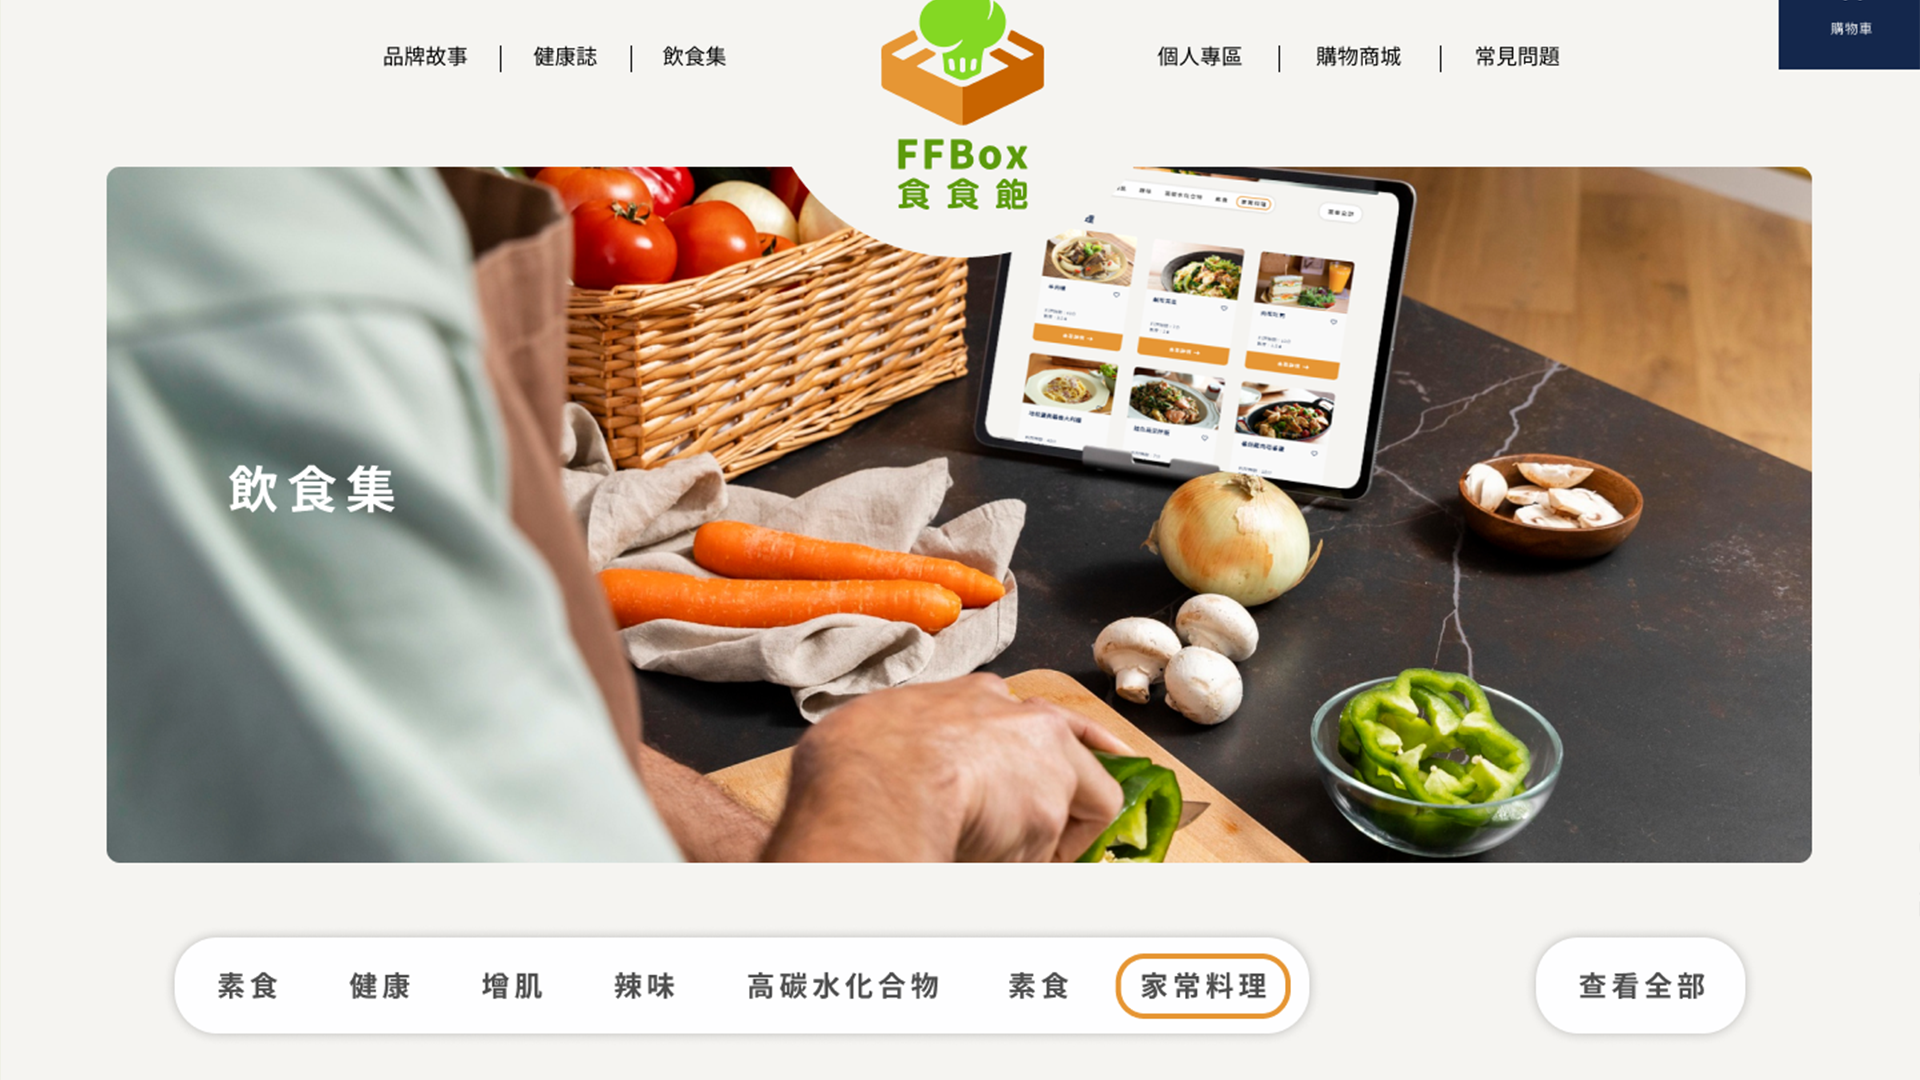 品牌故事 | 健康誌 | 飲食集
個人專區 | 購物商城 | 常見問題
購物車
FFBox
食食飽
飲食集
素食 健康 增肌 辣味 高碳水化合物 素食 家常料理
查看全部